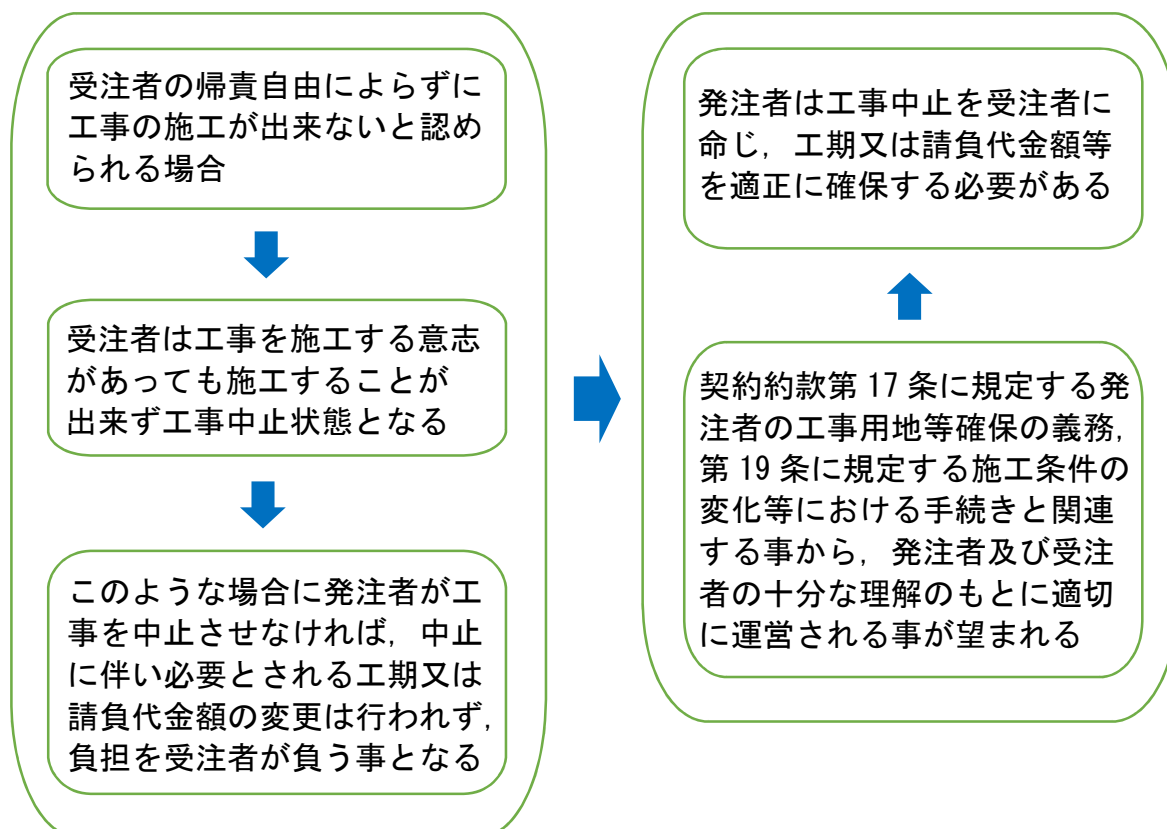 受注者の帰責自由によらずに
工事の施工が出来ないと認め
られる場合
受注者は工事を施工する意志
があっても施工することが
出来ず工事中止状態となる
このような場合に発注者が工
事を中止させなければ，中止
に伴い必要とされる工期又は
請負代金額の変更は行われず，
負担を受注者が負う事となる
契約約款第 17 条に規定する発
注者の工事用地等確保の義務，
第 19 条に規定する施工条件の
変化等における手続きと関連
する事から，発注者及び受注
者の十分な理解のもとに適切
に運営される事が望まれる
発注者は工事中止を受注者に
命じ，工期又は請負代金額等
を適正に確保する必要がある